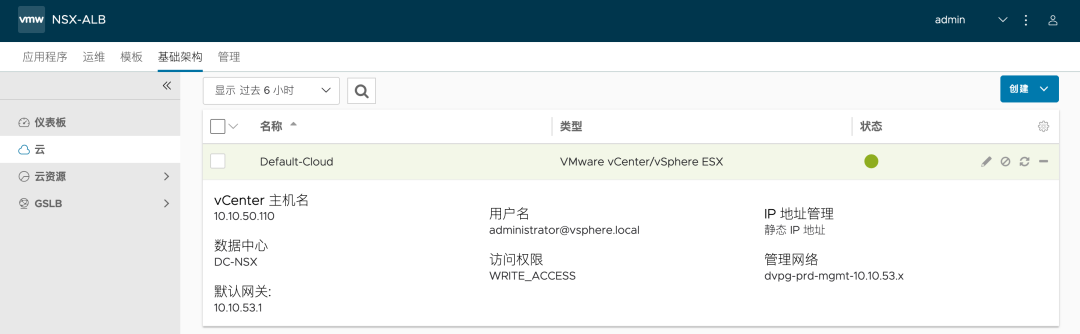 vmw NSX-ALB admin
应用程序 运维 模板 基础架构 管理
显示 过去 6 小时 创建
仪表板
云
云资源
GSLB
名称 类型 状态
Default-Cloud VMware vCenter/vSphere ESX
vCenter 主机名
10.10.50.110
数据中心
DC-NSX
默认网关:
10.10.53.1
用户名
administrator@vsphere.local
访问权限
WRITE_ACCESS
IP 地址管理
静态 IP 地址
管理网络
dvpg-prd-mgmt-10.10.53.x